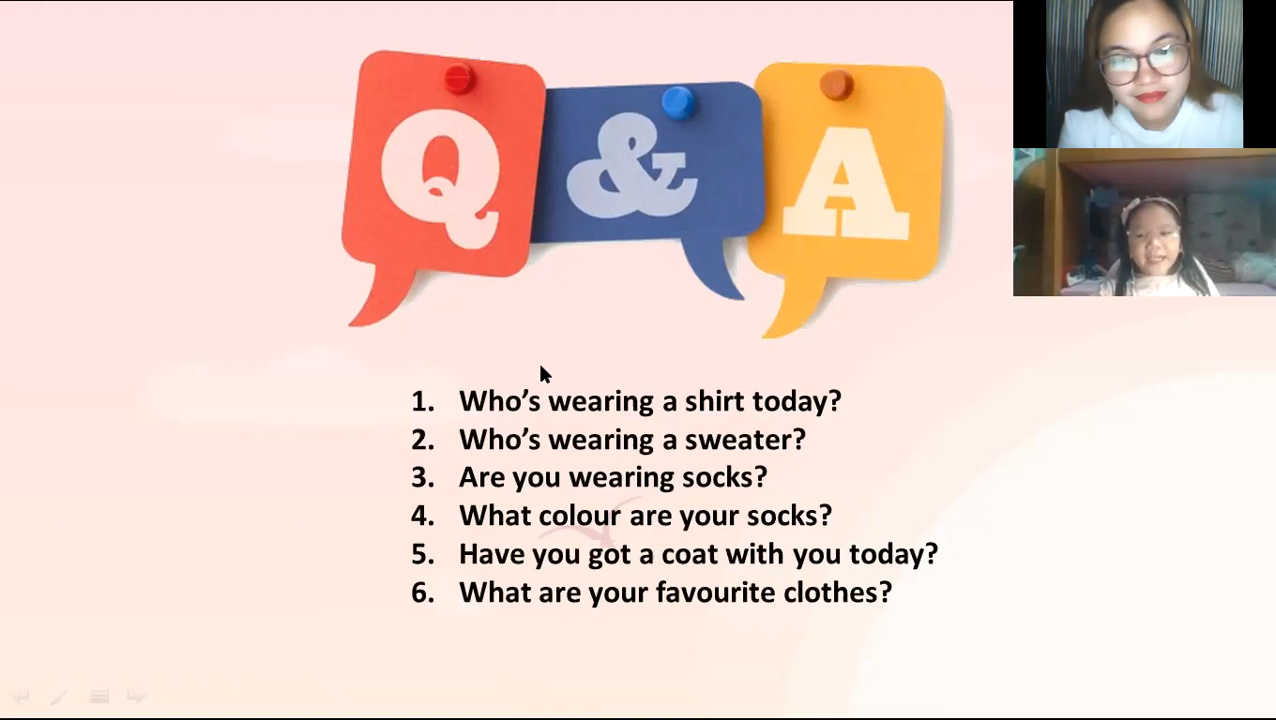 Q & A
1. Who's wearing a shirt today?
2. Who's wearing a sweater?
3. Are you wearing socks?
4. What colour are your socks?
5. Have you got a coat with you today?
6. What are your favourite clothes?